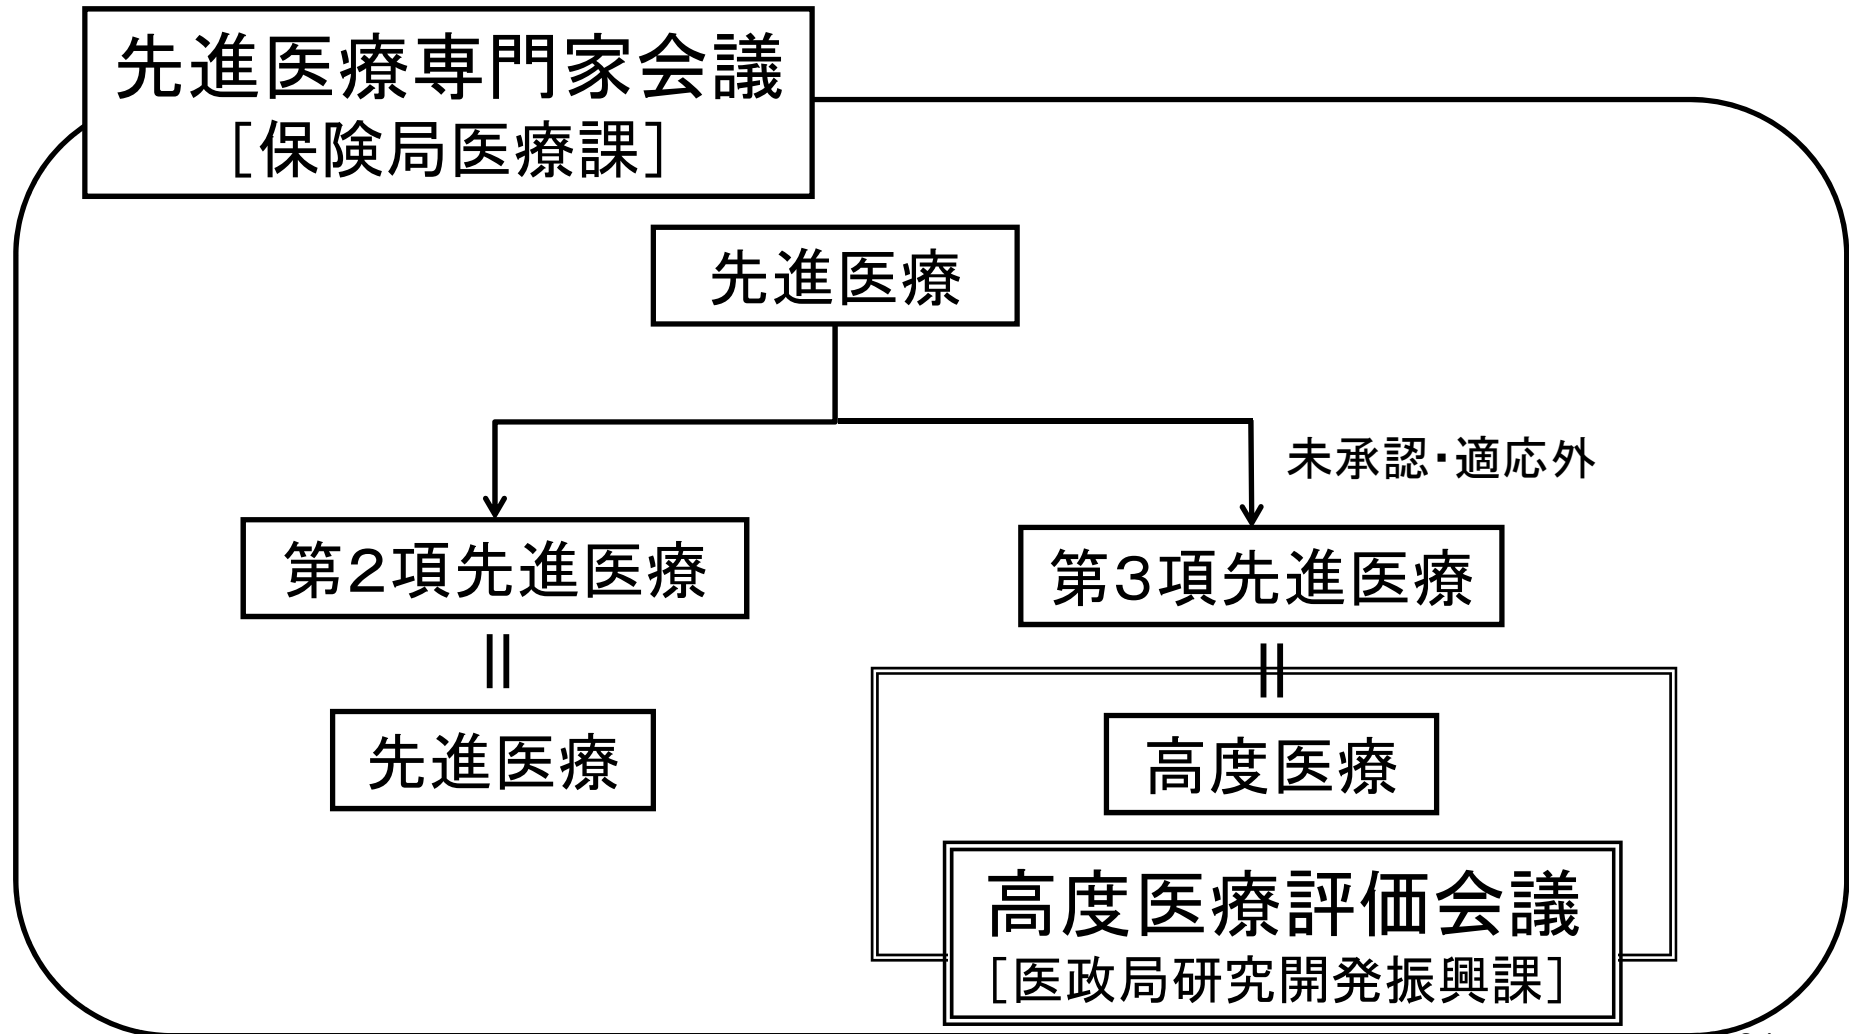 先進医療専門家会議
［保険局医療課］
先進医療
未承認・適応外
第２項先進医療
第３項先進医療
先進医療
高度医療
高度医療評価会議
［医政局研究開発振興課］